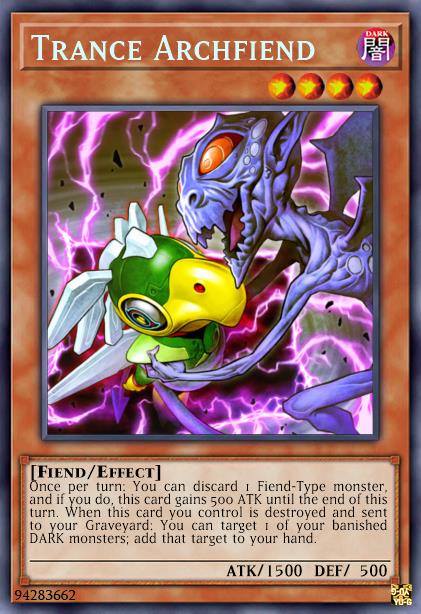 TRANCE ARCHFIEND
DARK
闇
[FIEND/EFFECT]
Once per turn: You can discard 1 Fiend-Type monster,
and if you do, this card gains 500 ATK until the end of this
turn. When this card you control is destroyed and sent
to your Graveyard: You can target 1 of your banished
DARK monsters; add that target to your hand.
ATK/1500 DEF/ 500
94283662